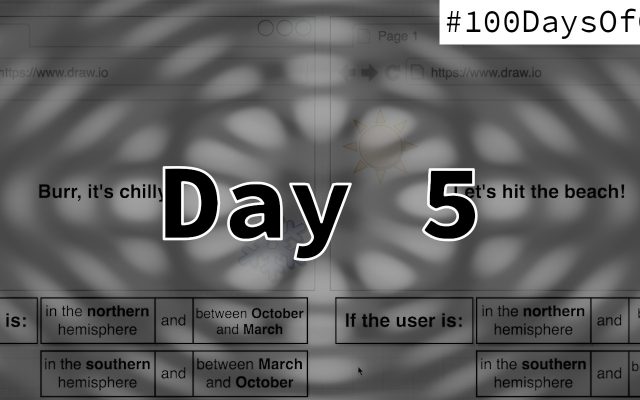 #100DaysOf
Page 1
https://www.draw.io
https://www.draw.io
Burr, it's chilly
Let's hit the beach!
Day 5
is:
in the northern
hemisphere
and
between October
and March
in the southern
hemisphere
and
between March
and October
If the user is:
in the northern
hemisphere
and
in the southern
hemisphere
and